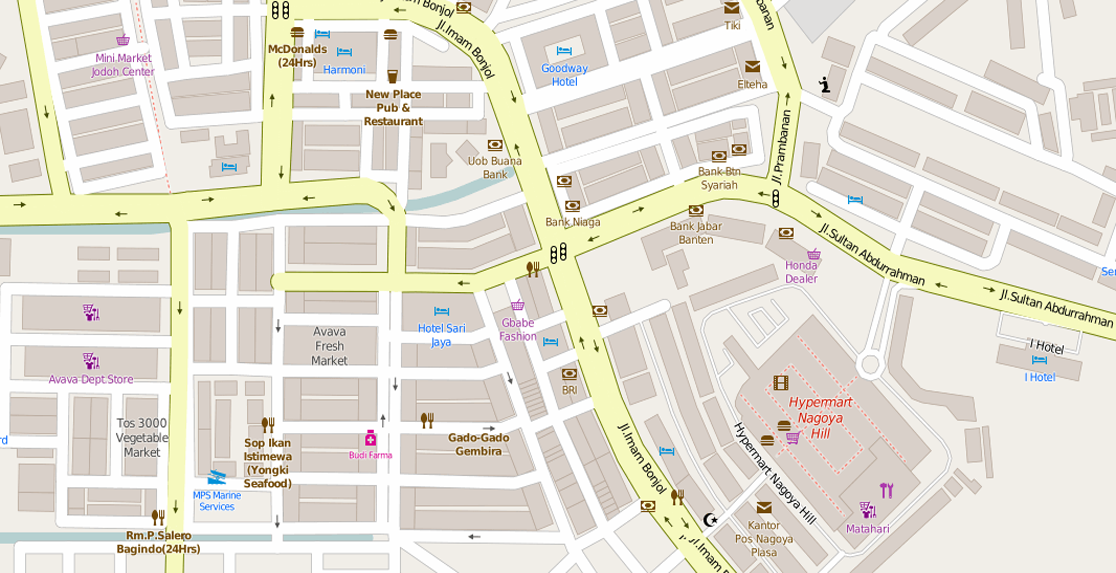 Imam Bonjol
Jl.Imam Bonjol
Tiki
Prambanan
McDonalds
(24Hrs)
Harmoni
Mini Market
Jodoh Center
Goodway
Hotel
Elteha
New Place
Pub &
Restaurant
Jl.Prambanan
Uob Buana
Bank
Bank Btn
Syariah
Bank Niaga
Bank Jabar
Banten
Jl.Sultan Abdurrahman
Honda
Dealer
Jl.Sultan Abdurrahman
Gbabe
Fashion
Hotel Sari
Jaya
Avava
Fresh
Market
I Hotel
I Hotel
Avava Dept.Store
BRI
Hypermart
Nagoya
Hill
Tos 3000
Vegetable
Market
Sop Ikan
Istimewa
(Yongki
Seafood)
Budi Farma
Gado-Gado
Gembira
Jl.Imam Bonjol
Hypermart Nagoya Hill
MPS Marine
Services
Kantor
Pos Nagoya
Plasa
Matahari
Rm.P.Salero
Bagindo(24Hrs)